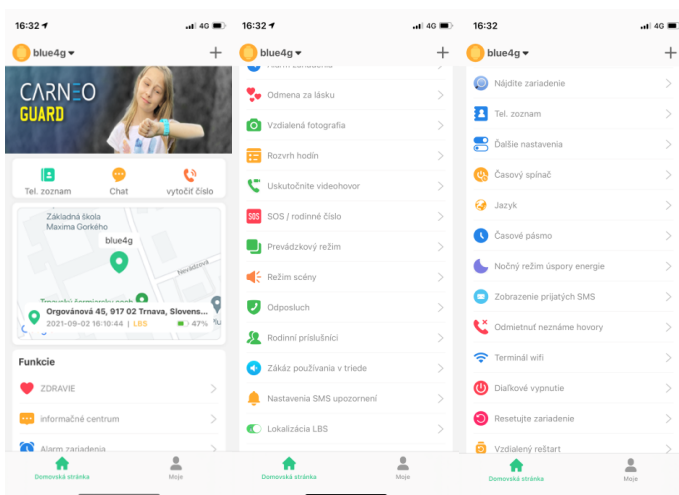 16:32
4G
blue4g
CARNEO
GUARD
Tel. zoznam
Chat
vytočiť číslo
Základná škola
Maxima Gorkého
blue4g
Nevädzová
Orgovánová 45, 917 02 Trnava, Slovens...
2021-09-02 16:10:44 | LBS
47%
Funkcie
ZDRAVIE
informačné centrum
Alarm zariadenia
Domovská stránka
Moje
16:32
4G
blue4g
Alarm zariadenia
Odmena za lásku
Vzdialená fotografia
Rozvrh hodín
Uskutočnite videohovor
SOS
SOS / rodinné číslo
Prevádzkový režim
Režim scény
Odposluch
Rodinní príslušníci
Zákáz používania v triede
Nastavenia SMS upozornení
Lokalizácia LBS
Domovská stránka
Moje
16:32
4G
blue4g
Nájdite zariadenie
Tel. zoznam
Ďalšie nastavenia
Časový spínač
Jazyk
Časové pásmo
Nočný režim úspory energie
Zobrazenie prijatých SMS
Odmietnuť neznáme hovory
Terminál wifi
Diaľkové vypnutie
Resetujte zariadenie
Vzdialený reštart
Domovská stránka
Moje